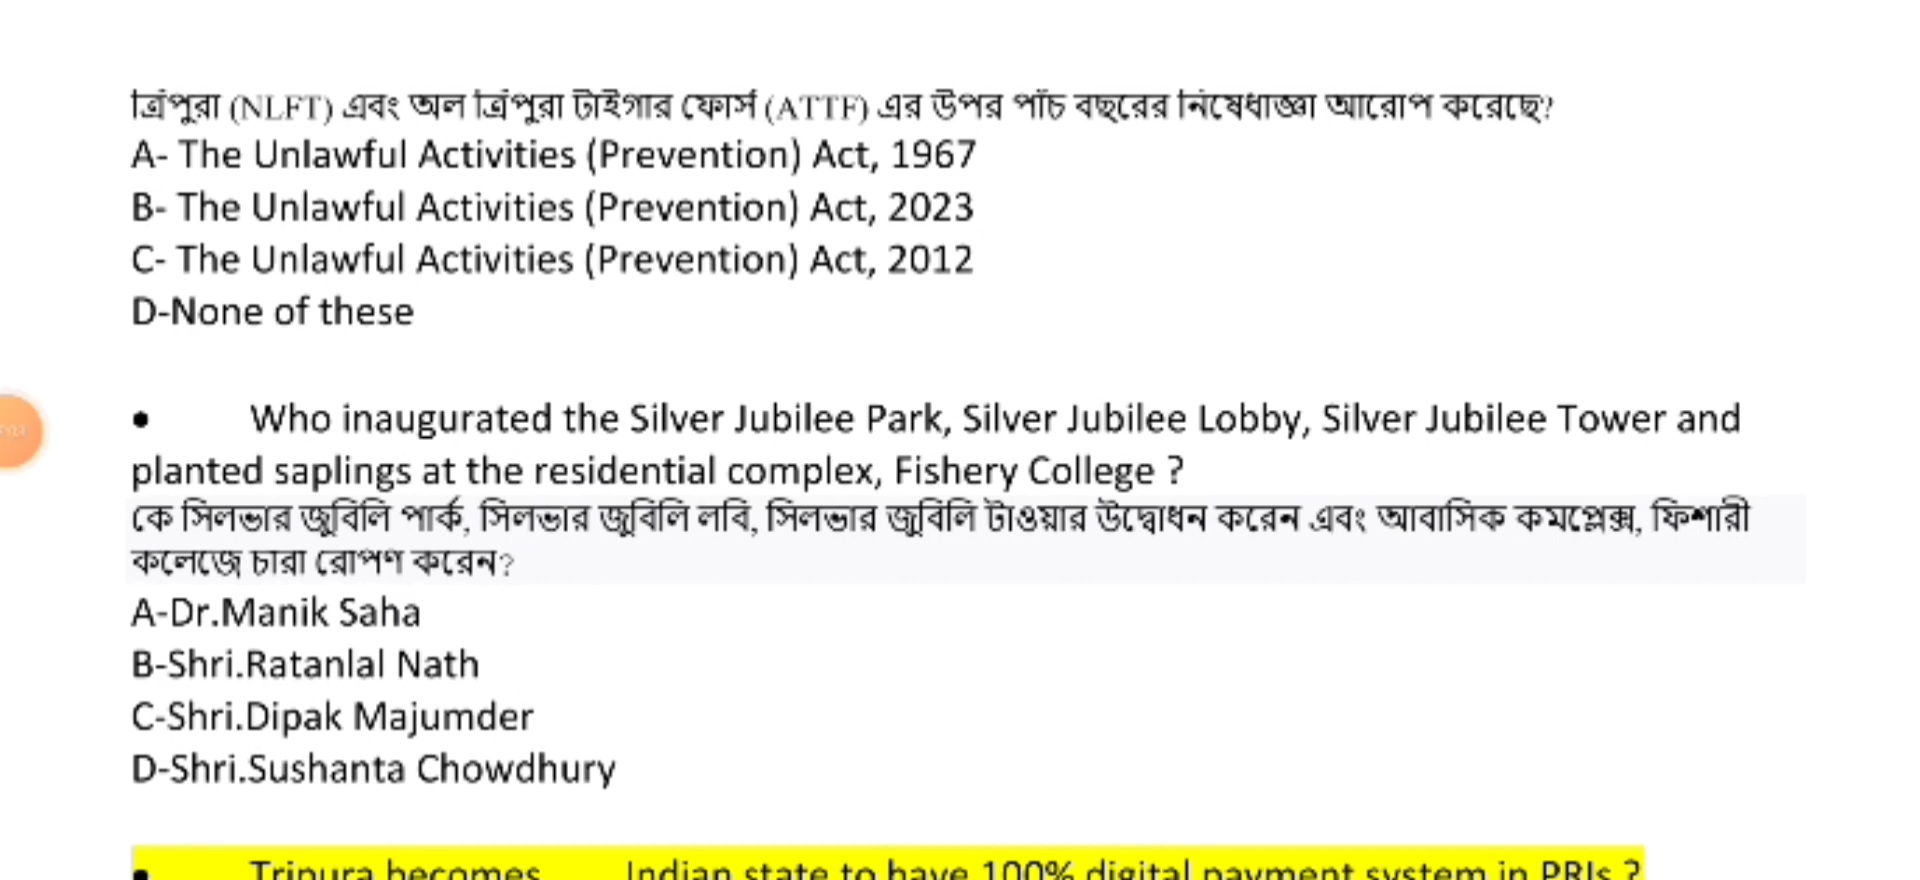 ত্রিপুরা (NLFT) এবং অল ত্রিপুরা টাইগার ফোর্স (ATTF) এর উপর পাঁচ বছরের নিষেধাজ্ঞা আরোপ করেছে?
A- The Unlawful Activities (Prevention) Act, 1967
B- The Unlawful Activities (Prevention) Act, 2023
C- The Unlawful Activities (Prevention) Act, 2012
D-None of these
• Who inaugurated the Silver Jubilee Park, Silver Jubilee Lobby, Silver Jubilee Tower and
planted saplings at the residential complex, Fishery College ?
কে সিলভার জুবিলি পার্ক, সিলভার জুবিলি লবি, সিলভার জুবিলি টাওয়ার উদ্বোধন করেন এবং আবাসিক কমপ্লেক্স, ফিশারী
কলেজে চারা রোপণ করেন?
A-Dr.Manik Saha
B-Shri.Ratanlal Nath
C-Shri.Dipak Majumder
D-Shri.Sushanta Chowdhury
• Tripura becomes Indian state to have 100% digital payment system in PRIs ?